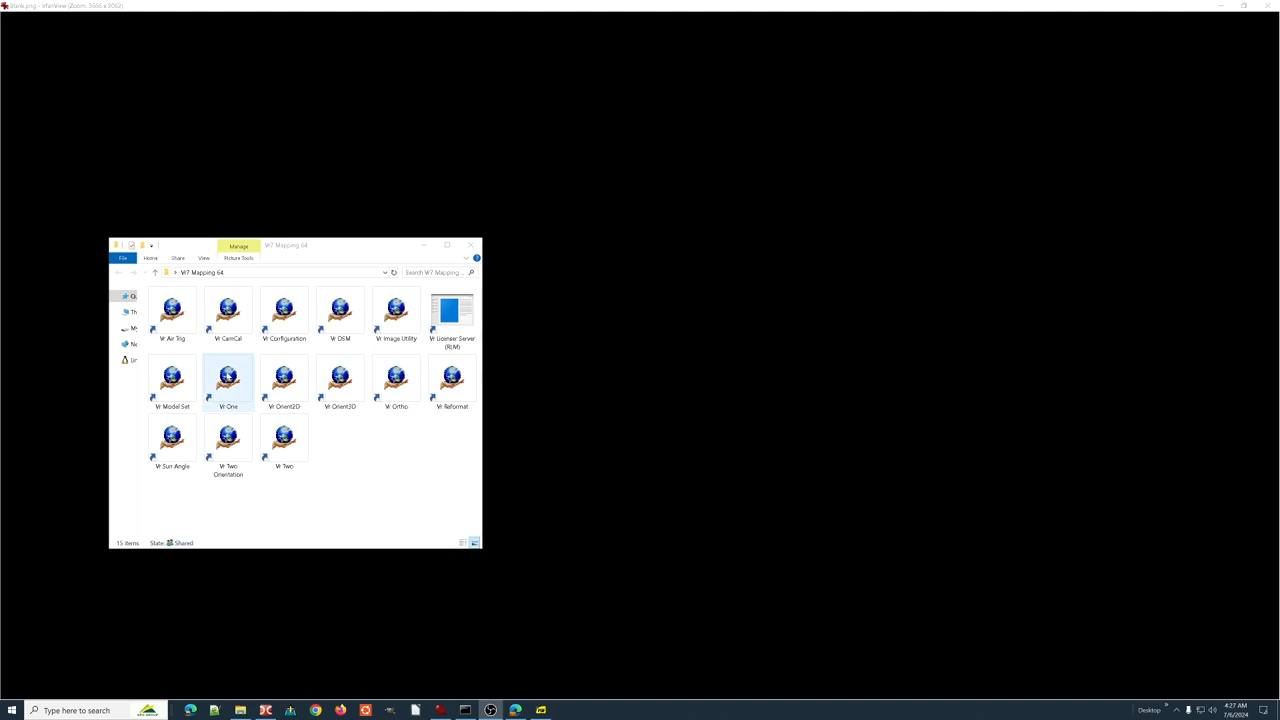 Blank.png - IrfanView (Zoom: 3666 x 2062)
Manage
Vr7 Mapping 64
File
Home
Share
View
Picture Tools
Vr7 Mapping 64
Search Vr7 Mapping...
Vr Air Trig
Vr CamCal
Vr Configuration
Vr DSM
Vr Image Utility
Vr Licenser Server
(RLM)
Vr Model Set
Vr One
Vr Orient2D
Vr Orient3D
Vr Ortho
Vr Reformat
Vr Sun Angle
Vr Two
Orientation
Vr Two
15 items
State:
Shared
Type here to search
Desktop
4:27 AM
7/6/2024